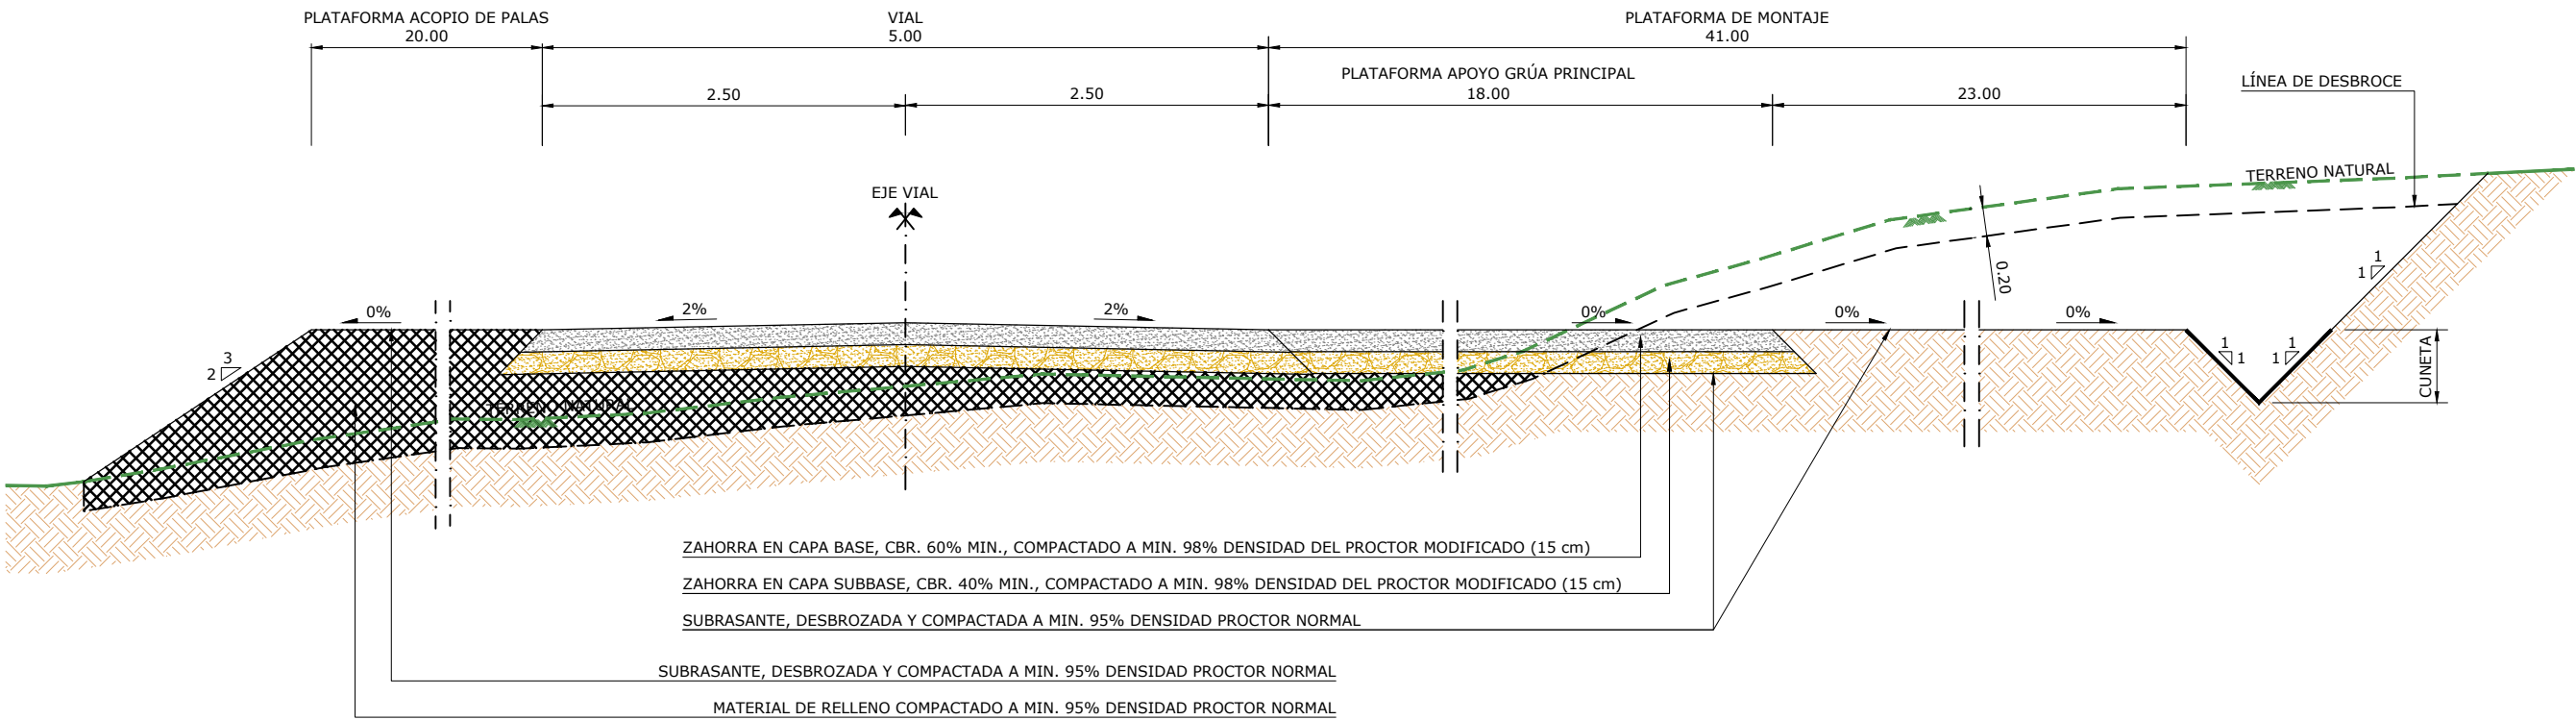 PLATAFORMA ACOPIO DE PALAS
20.00
VIAL
5.00
PLATAFORMA DE MONTAJE
41.00
PLATAFORMA APOYO GRÚA PRINCIPAL
2.50
2.50
18.00
23.00
LÍNEA DE DESBROCE
TERRENO NATURAL
EJE VIAL
0.20
1
1
0%
2%
2%
0%
0%
0%
3
2
1
1
1
1
CUNETA
TERRENO NATURAL
ZAHORRA EN CAPA BASE, CBR. 60% MIN., COMPACTADO A MIN. 98% DENSIDAD DEL PROCTOR MODIFICADO (15 cm)
ZAHORRA EN CAPA SUBBASE, CBR. 40% MIN., COMPACTADO A MIN. 98% DENSIDAD DEL PROCTOR MODIFICADO (15 cm)
SUBRASANTE, DESBROZADA Y COMPACTADA A MIN. 95% DENSIDAD PROCTOR NORMAL
SUBRASANTE, DESBROZADA Y COMPACTADA A MIN. 95% DENSIDAD PROCTOR NORMAL
MATERIAL DE RELLENO COMPACTADO A MIN. 95% DENSIDAD PROCTOR NORMAL